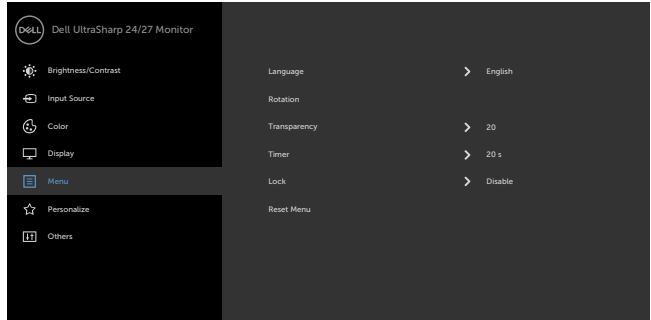 DELL Dell UltraSharp 24/27 Monitor
Brightness/Contrast
Language English
Input Source
Rotation
Color
Transparency 20
Display
Timer 20 s
Menu
Lock Disable
Personalize
Reset Menu
Others